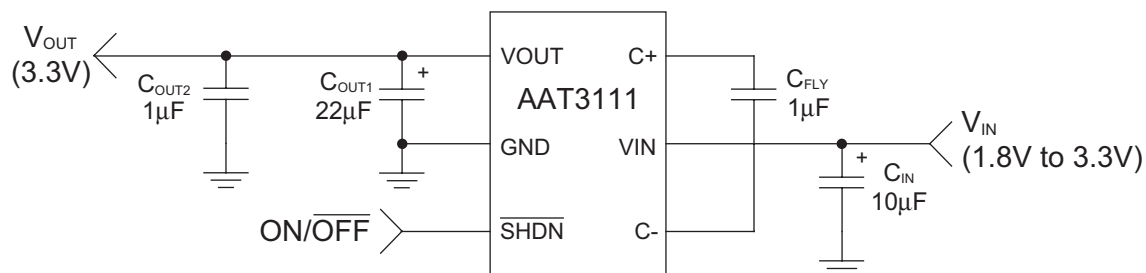 VOUT
(3.3V)
COUT2
1μF
COUT1
22μF
+
VOUT
GND
SHDN
ON/OFF
AAT3111
C+
VIN
C-
CFLY
1μF
+
CIN
10μF
VIN
(1.8V to 3.3V)